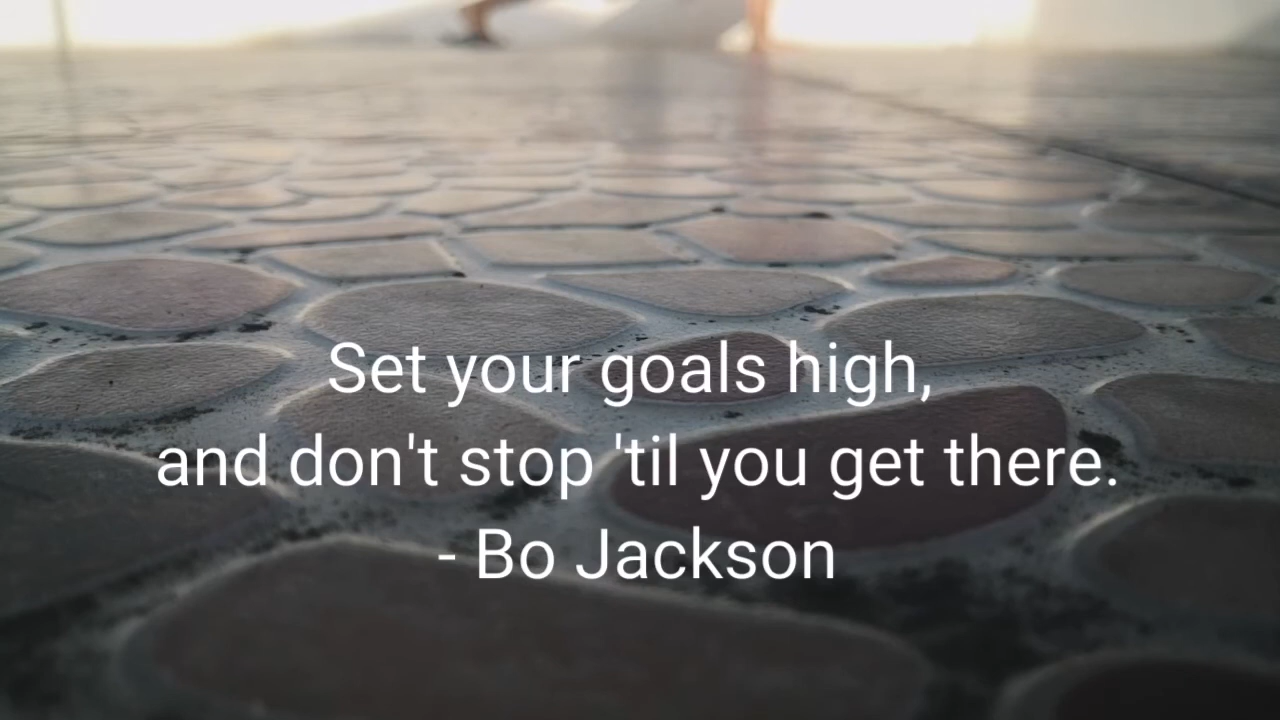 Set your goals high,
and don't stop 'til you get there.
- Bo Jackson